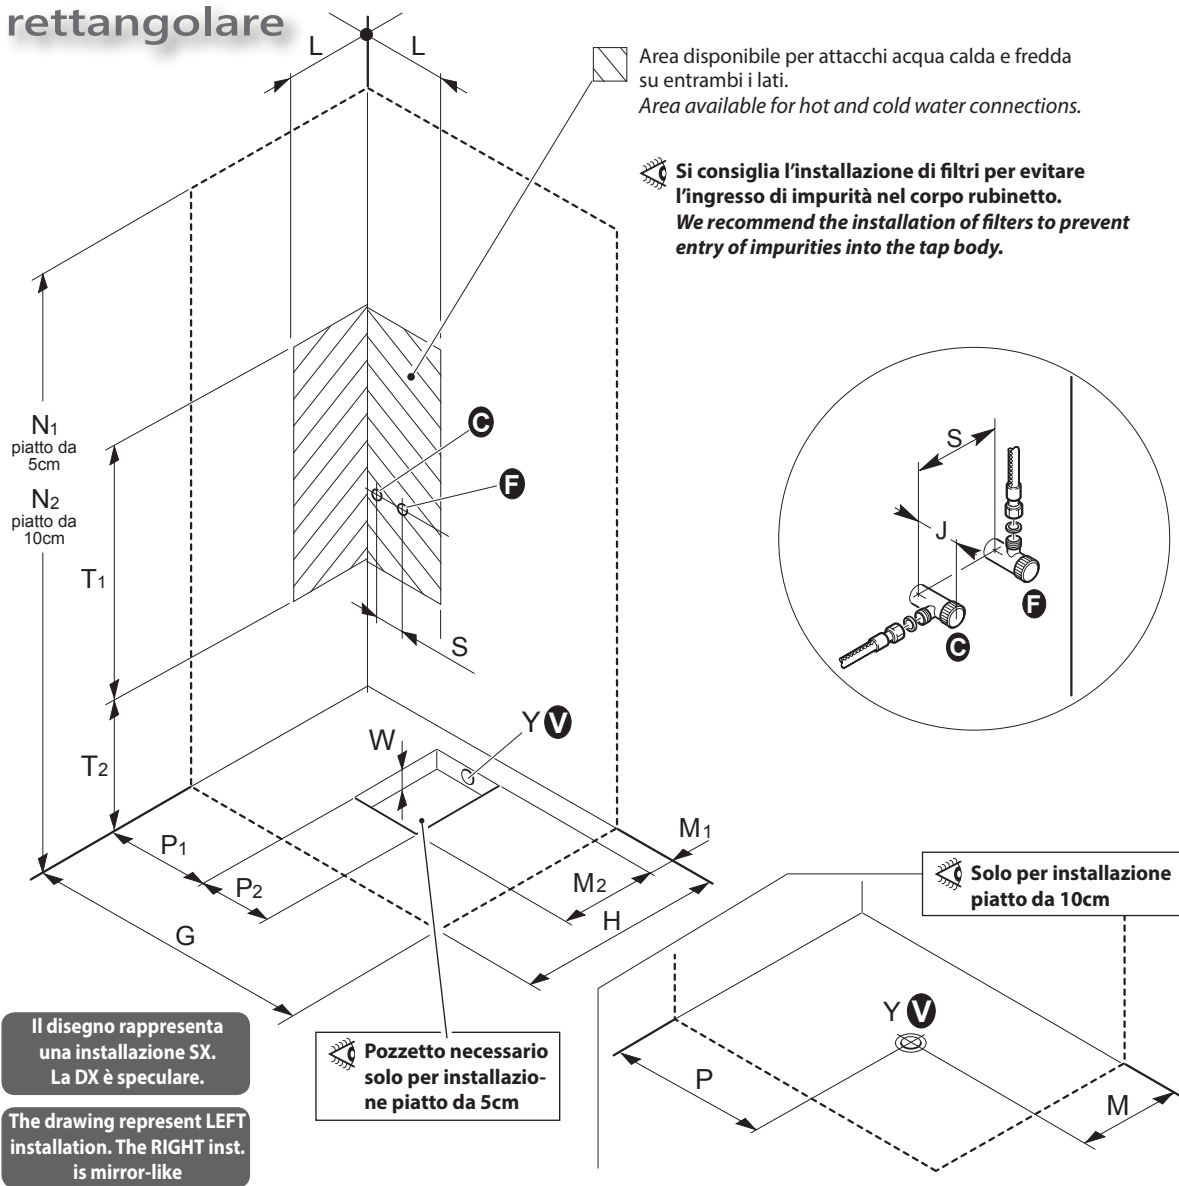 rettangolare
L
L
Area disponibile per attacchi acqua calda e fredda
su entrambi i lati.
Area available for hot and cold water connections.
Si consiglia l'installazione di filtri per evitare
l'ingresso di impurità nel corpo rubinetto.
We recommend the installation of filters to prevent
entry of impurities into the tap body.
N1
piatto da
5cm
N2
piatto da
10cm
C
F
T1
S
S
J
F
C
T2
W
Y V
P1
P2
G
M1
M2
H
Solo per installazione
piatto da 10cm
Y V
P
M
Pozzetto necessario
solo per installazio-
ne piatto da 5cm
Il disegno rappresenta
una installazione SX.
La DX è speculare.
The drawing represent LEFT
installation. The RIGHT inst.
is mirror-like